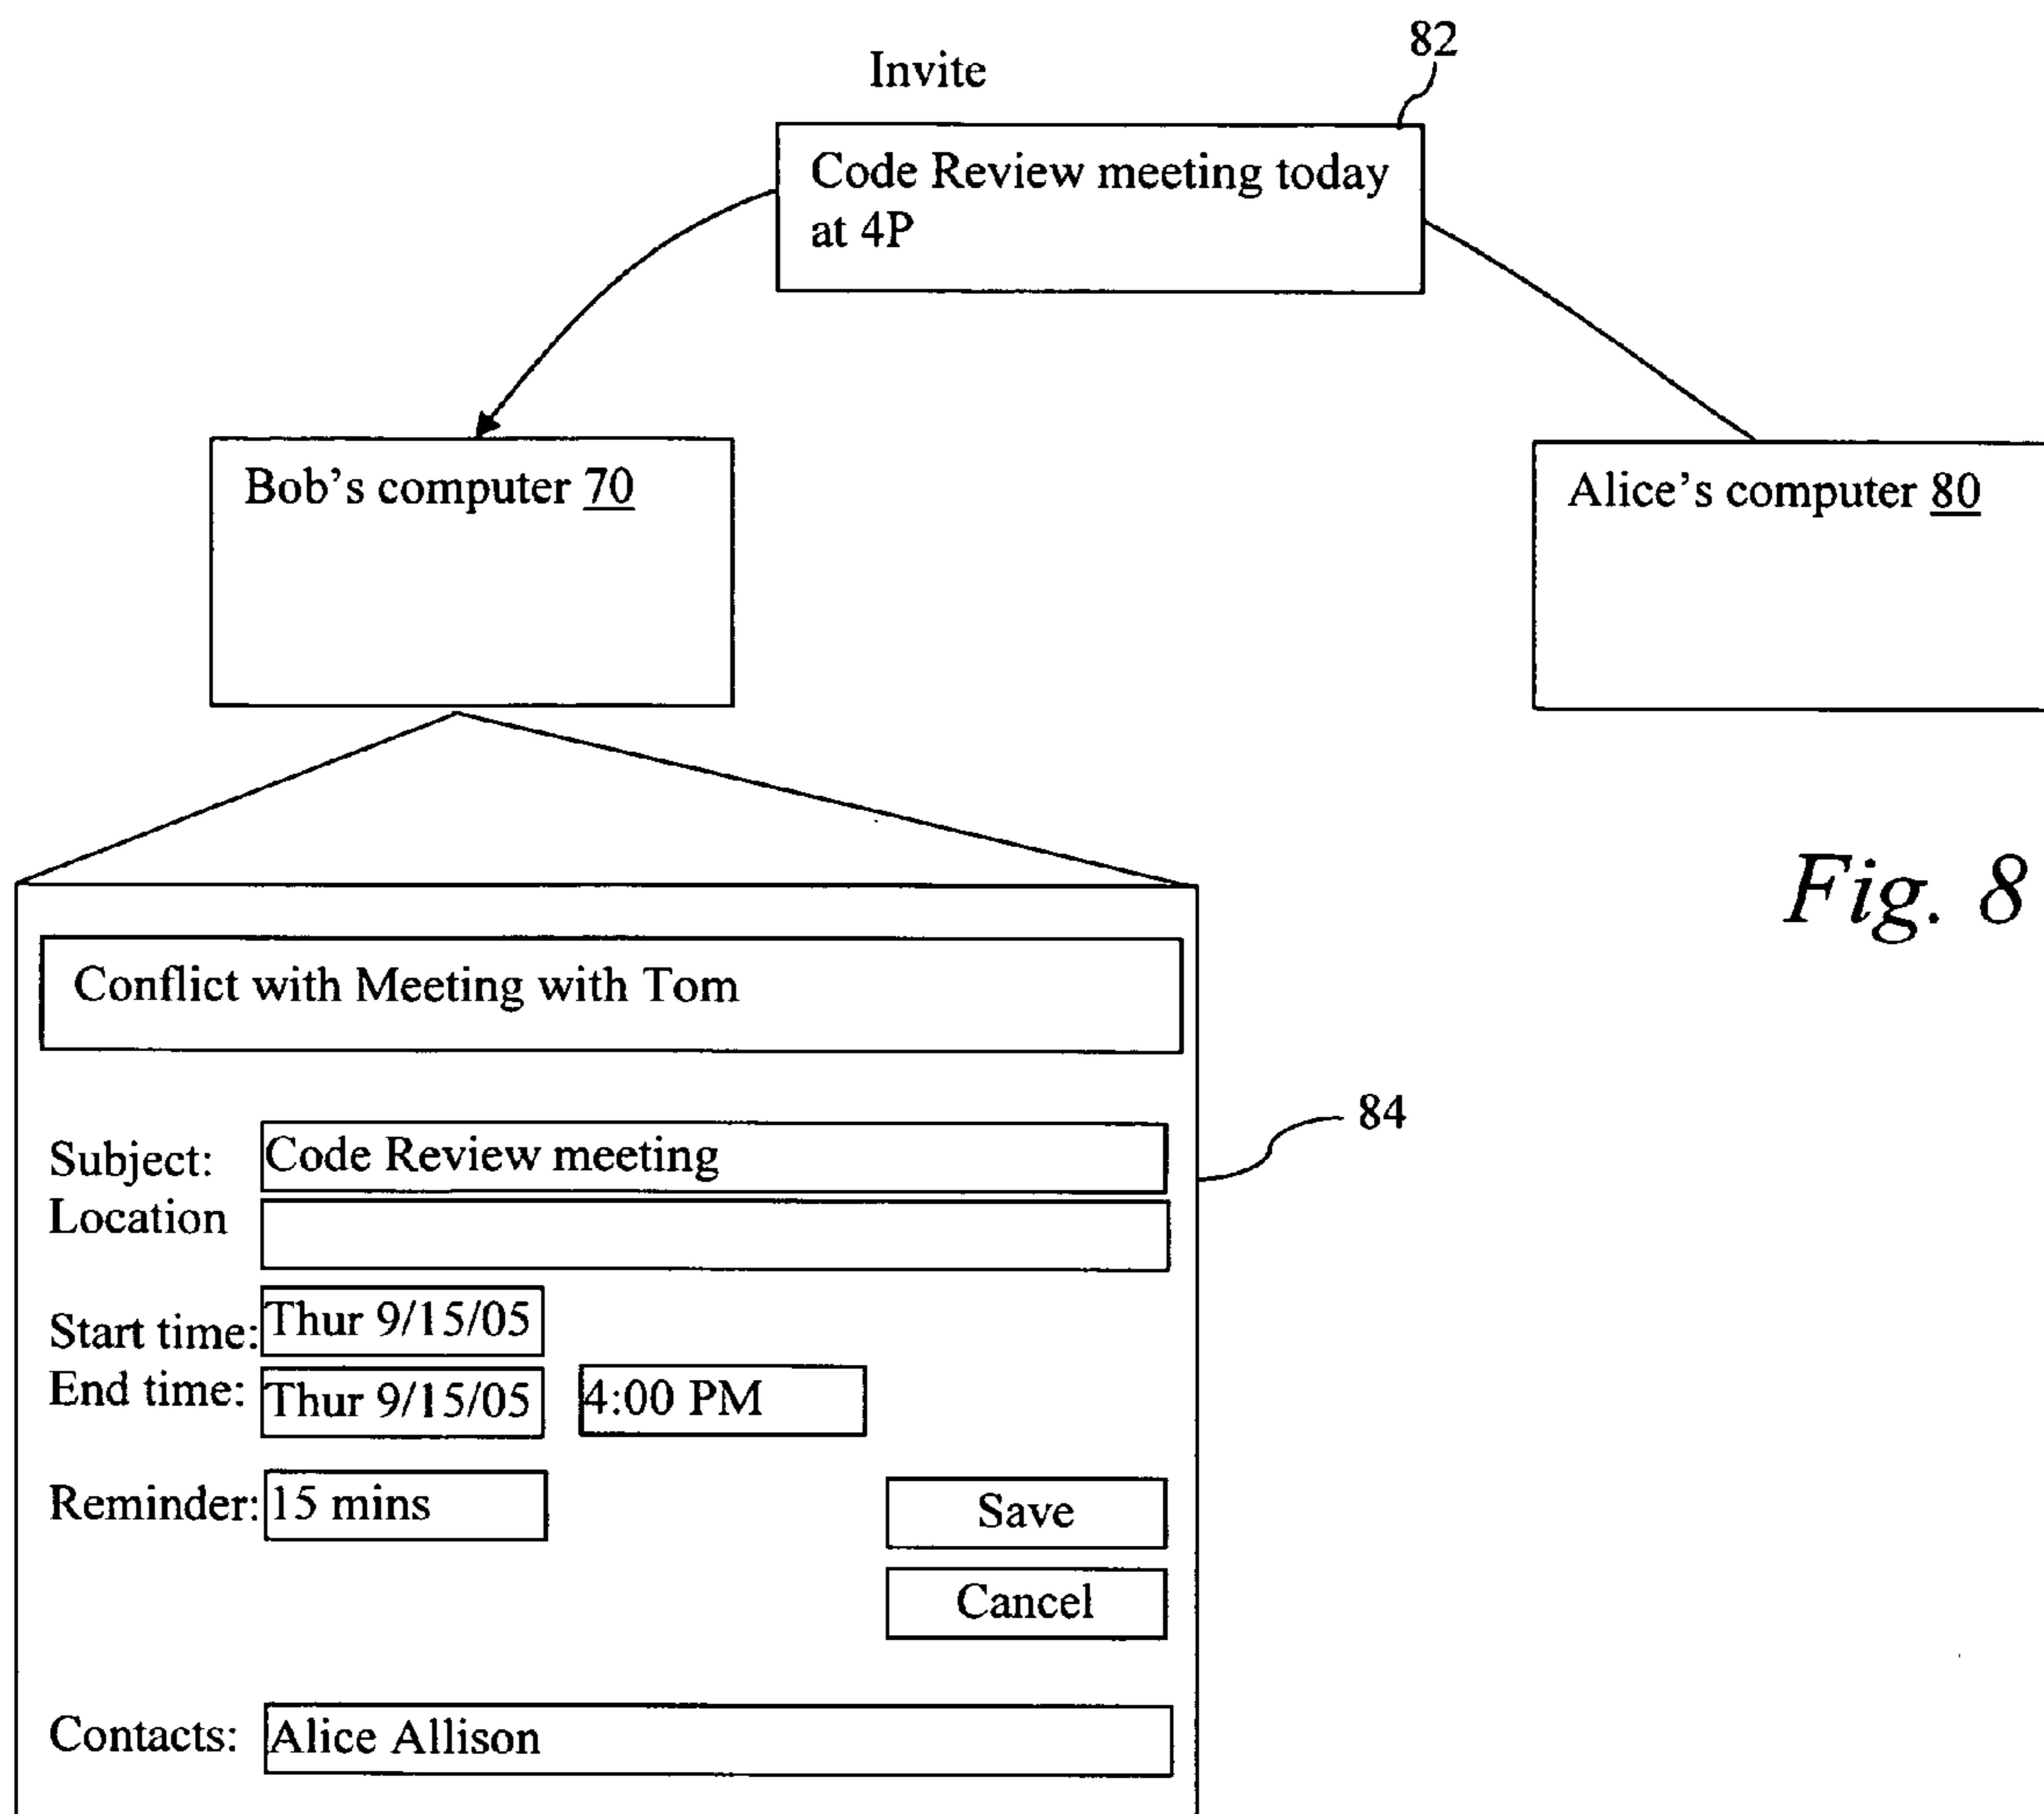 82
Invite
Code Review meeting today
at 4P
Bob's computer 70
Alice's computer 80
Fig. 8
Conflict with Meeting with Tom
84
Subject: Code Review meeting
Location
Start time: Thur 9/15/05
End time: Thur 9/15/05 4:00 PM
Reminder: 15 mins
Save
Cancel
Contacts: Alice Allison